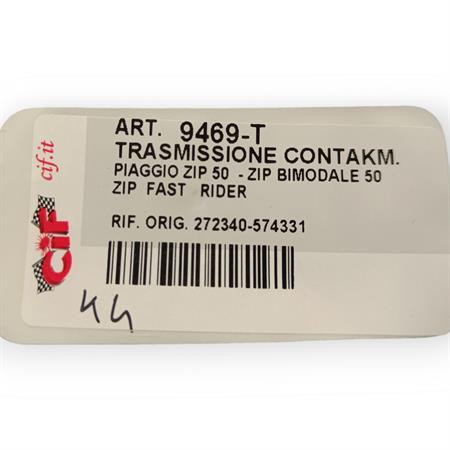 ART. 9469-T
TRASMISSIONE CONTAKM.
PIAGGIO ZIP 50 - ZIP BIMODALE 50
ZIP FAST RIDER
RIF. ORIG. 272340-574331
cif.it
CIF
44